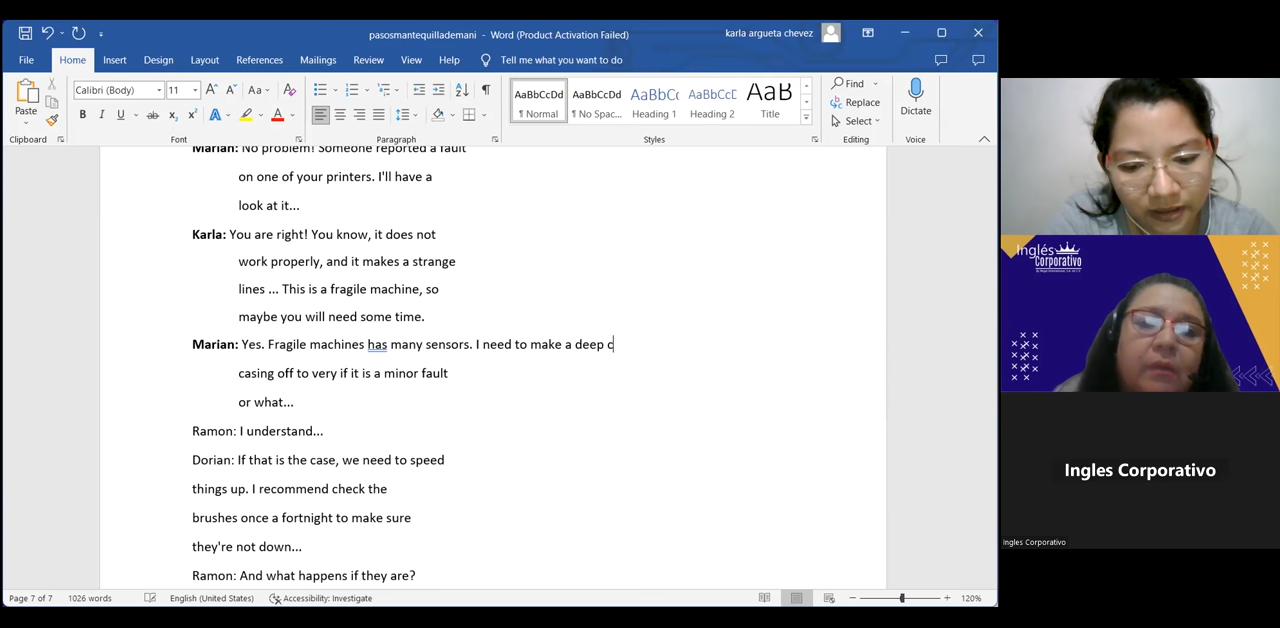 pasosmantequillademani - Word (Product Activation Failed)
karla argueta chevez
File Home Insert Design Layout References Mailings Review View Help Tell me what you want to do
Calibri (Body) 11
Find
Replace
Select
Paste
Dictate
AaBbCcDd AaBbCcDd AaBbCc AaBbCcD AaB
¶ Normal ¶ No Spac... Heading 1 Heading 2 Title
Clipboard Font Paragraph Styles Editing Voice
Marian: No problem! Someone reported a fault
on one of your printers. I'll have a
look at it...
Karla: You are right! You know, it does not
work properly, and it makes a strange
lines ... This is a fragile machine, so
maybe you will need some time.
Marian: Yes. Fragile machines has many sensors. I need to make a deep c
casing off to very if it is a minor fault
or what...
Ramon: I understand...
Dorian: If that is the case, we need to speed
things up. I recommend check the
brushes once a fortnight to make sure
they're not down...
Ramon: And what happens if they are?
Page 7 of 7 1026 words English (United States) Accessibility: Investigate 120%
Inglés
Corporativo
Ingles Corporativo
Ingles Corporativo